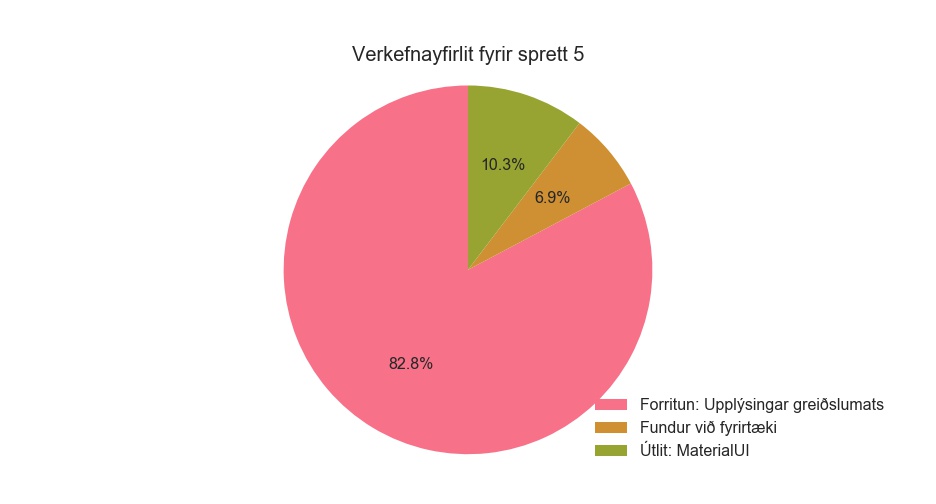 Verkefnayfirlit fyrir sprett 5
10.3%
6.9%
82.8%
Forritun: Upplýsingar greiðslumats
Fundur við fyrirtæki
Útlit: MaterialUI